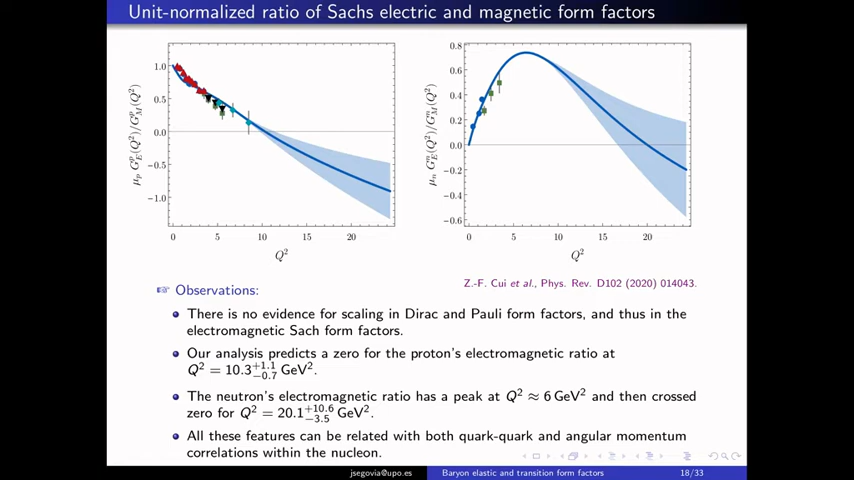 Unit-normalized ratio of Sachs electric and magnetic form factors
1.0
0.5
0.0
−0.5
−1.0
μp G_E^p(Q²)/G_M^p(Q²)
0 5 10 15 20
Q²
0.8
0.6
0.4
0.2
0.0
−0.2
−0.4
−0.6
μn G_E^n(Q²)/G_M^n(Q²)
0 5 10 15 20
Q²
Z.-F. Cui et al., Phys. Rev. D102 (2020) 014043.
☞ Observations:
There is no evidence for scaling in Dirac and Pauli form factors, and thus in the
electromagnetic Sach form factors.
Our analysis predicts a zero for the proton's electromagnetic ratio at
Q² = 10.3+1.1−0.7 GeV².
The neutron's electromagnetic ratio has a peak at Q² ≈ 6 GeV² and then crossed
zero for Q² = 20.1+10.6−3.5 GeV².
All these features can be related with both quark-quark and angular momentum
correlations within the nucleon.
jsegovia@upo.es Baryon elastic and transition form factors 18/33